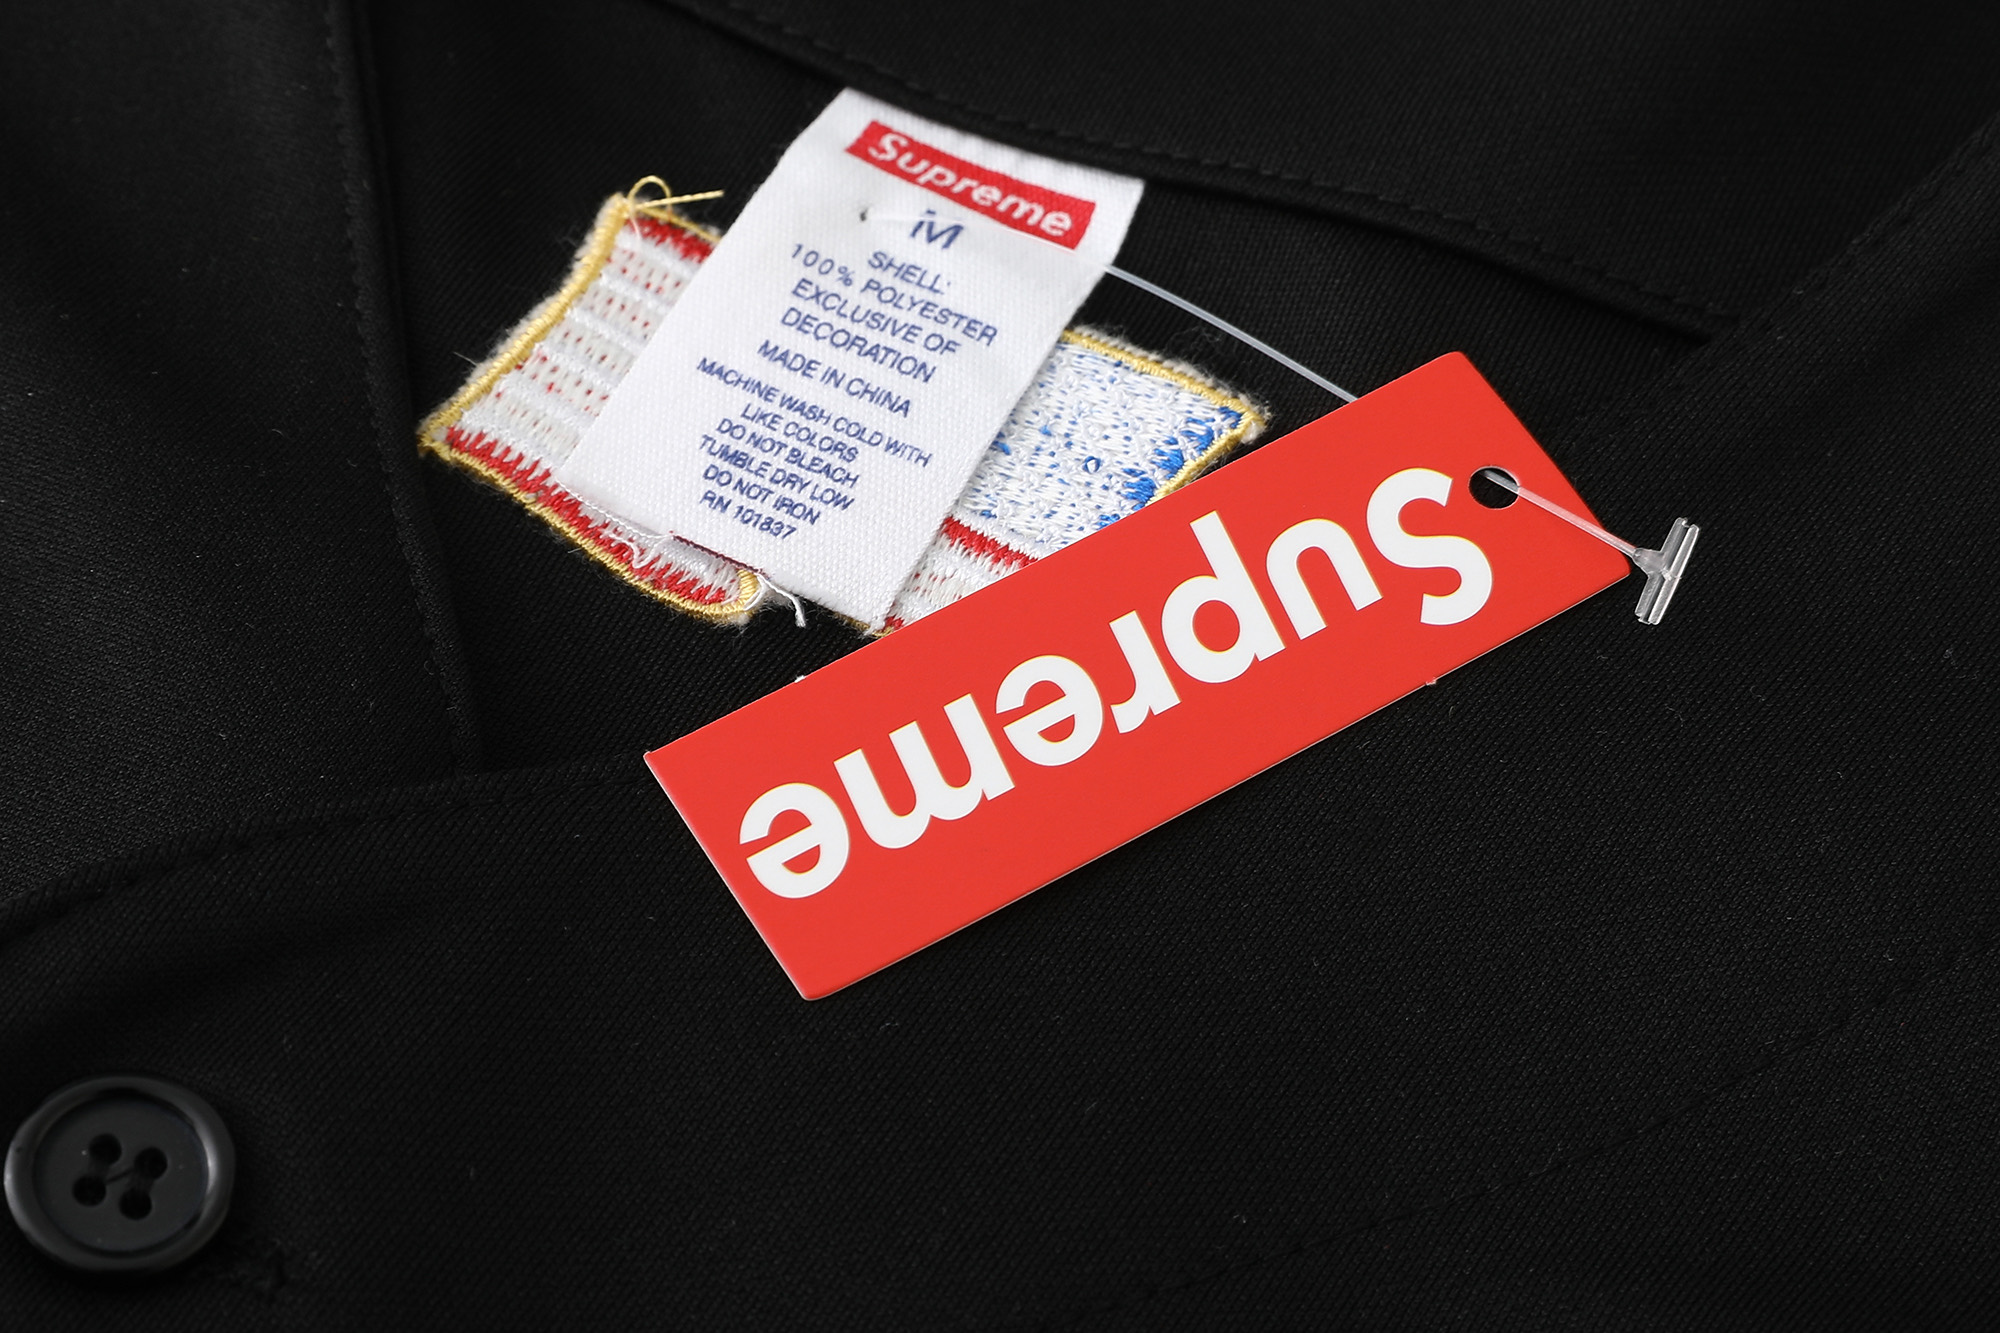 Supreme
M
SHELL:
100% POLYESTER
EXCLUSIVE OF
DECORATION
MADE IN CHINA
MACHINE WASH COLD WITH
LIKE COLORS
DO NOT BLEACH
TUMBLE DRY LOW
DO NOT IRON
RN 101837
Supreme